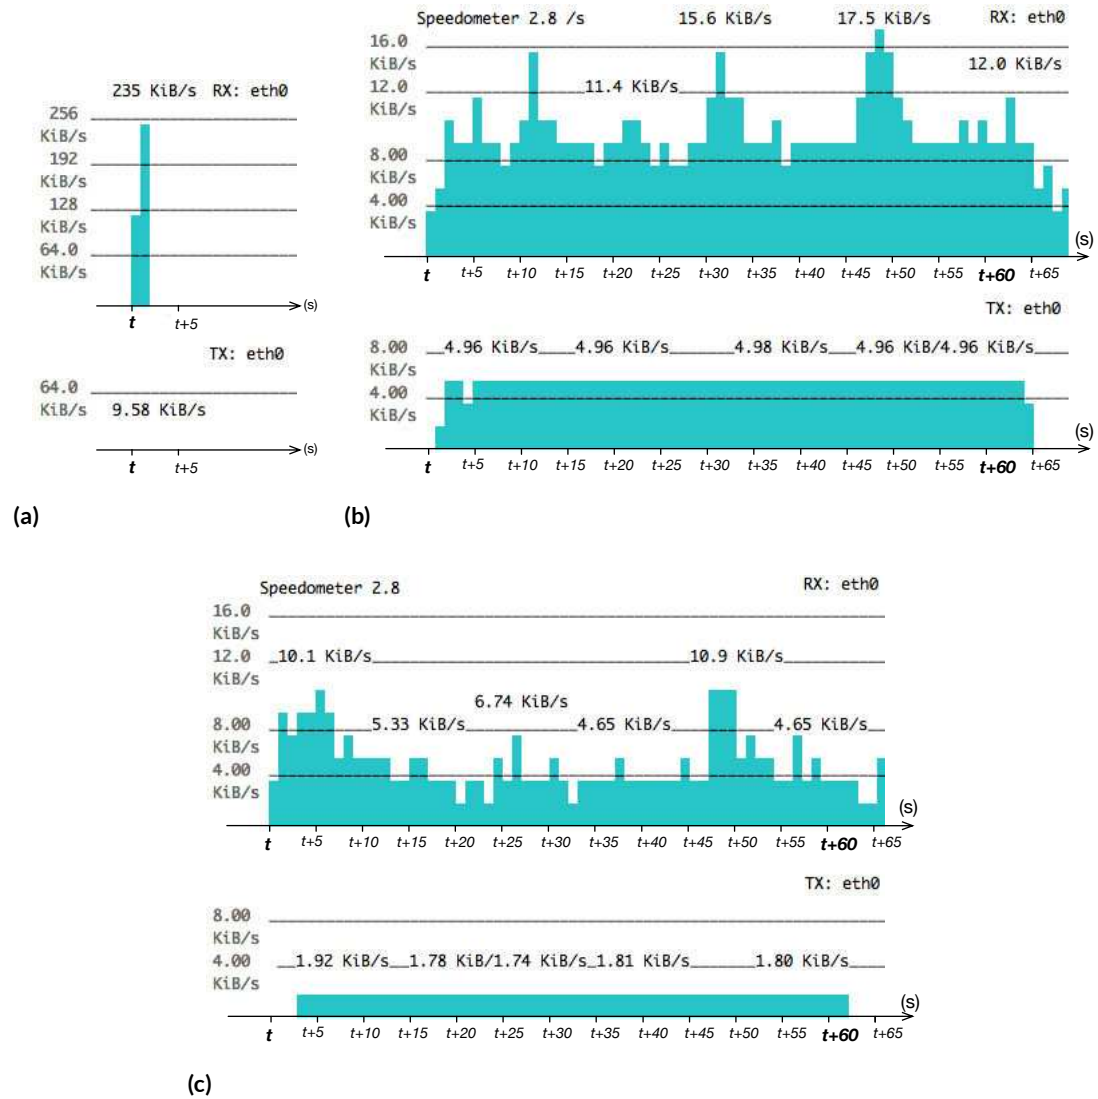 235 KiB/s RX: eth0
256
KiB/s
192
KiB/s
128
KiB/s
64.0
KiB/s
(s)
t t+5
TX: eth0
64.0
KiB/s 9.58 KiB/s
(s)
t t+5
(a)
Speedometer 2.8 /s 15.6 KiB/s 17.5 KiB/s RX: eth0
16.0
KiB/s 12.0 KiB/s
12.0 11.4 KiB/s
KiB/s
8.00
KiB/s
4.00
KiB/s
(s)
t t+5 t+10 t+15 t+20 t+25 t+30 t+35 t+40 t+45 t+50 t+55 t+60 t+65
TX: eth0
8.00 4.96 KiB/s 4.96 KiB/s 4.98 KiB/s 4.96 KiB/4.96 KiB/s
KiB/s
4.00
KiB/s
(s)
t t+5 t+10 t+15 t+20 t+25 t+30 t+35 t+40 t+45 t+50 t+55 t+60 t+65
(b)
Speedometer 2.8 RX: eth0
16.0
KiB/s
12.0 10.1 KiB/s 10.9 KiB/s
KiB/s
6.74 KiB/s
8.00 5.33 KiB/s 4.65 KiB/s 4.65 KiB/s
KiB/s
4.00
KiB/s
(s)
t t+5 t+10 t+15 t+20 t+25 t+30 t+35 t+40 t+45 t+50 t+55 t+60 t+65
TX: eth0
8.00
KiB/s
4.00 1.92 KiB/s 1.78 KiB/1.74 KiB/s 1.81 KiB/s 1.80 KiB/s
KiB/s
(s)
t t+5 t+10 t+15 t+20 t+25 t+30 t+35 t+40 t+45 t+50 t+55 t+60 t+65
(c)